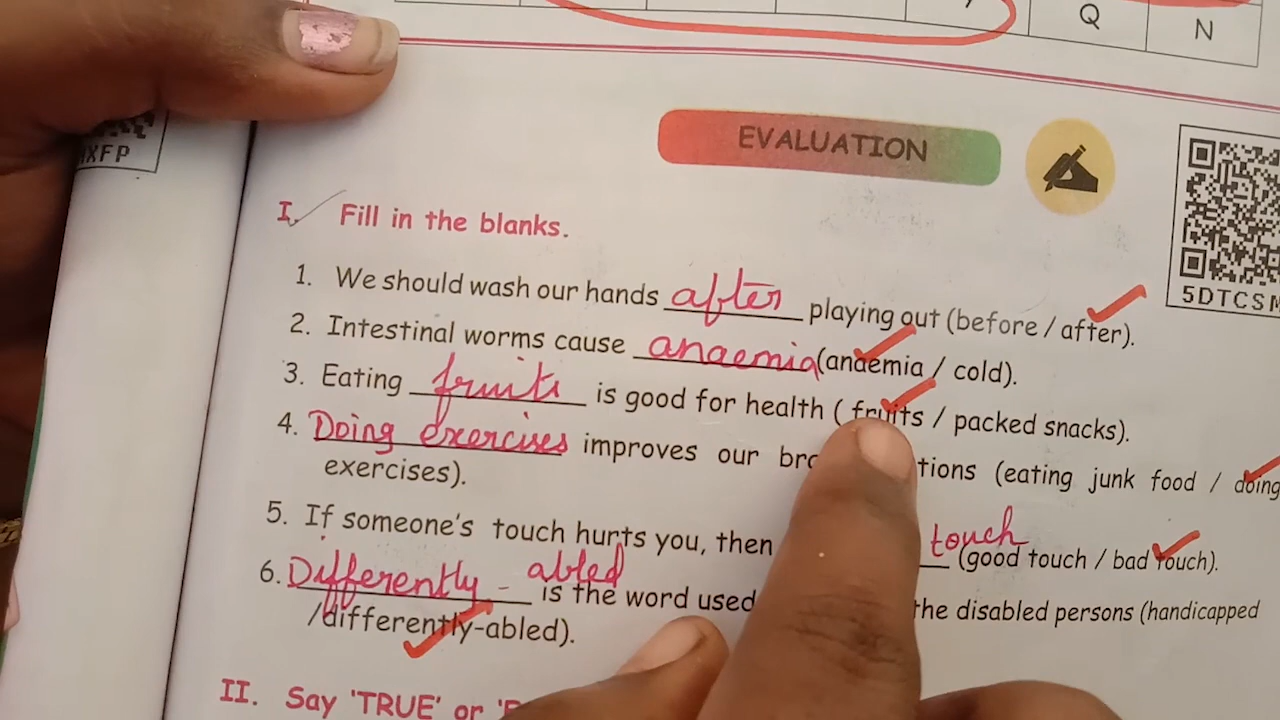 Q N
XFP
EVALUATION
5DTCSM
I. Fill in the blanks.
1. We should wash our hands after playing out (before / after).
2. Intestinal worms cause anaemia (anaemia / cold).
3. Eating fruits is good for health ( fruits / packed snacks).
4. Doing exercises improves our tions (eating junk food / doing
exercises).
5. If someone's touch hurts you, then touch (good touch / bad touch).
6. Differently - abled is the word used the disabled persons (handicapped
/differently-abled).
II. Say 'TRUE' or